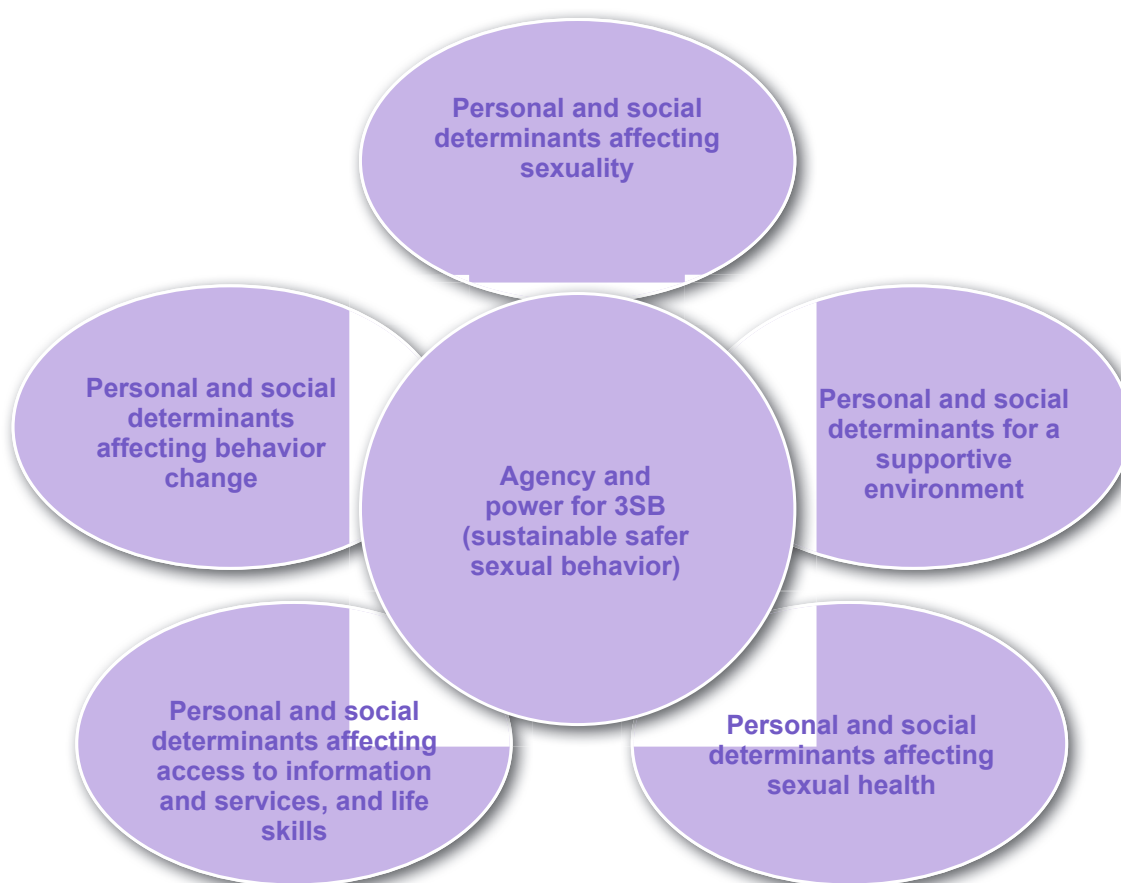 Personal and social
determinants affecting
sexuality
Personal and social
determinants
affecting behavior
change
Personal and social
determinants for a
supportive
environment
Agency and
power for 3SB
(sustainable safer
sexual behavior)
Personal and social
determinants affecting
access to information
and services, and life
skills
Personal and social
determinants affecting
sexual health